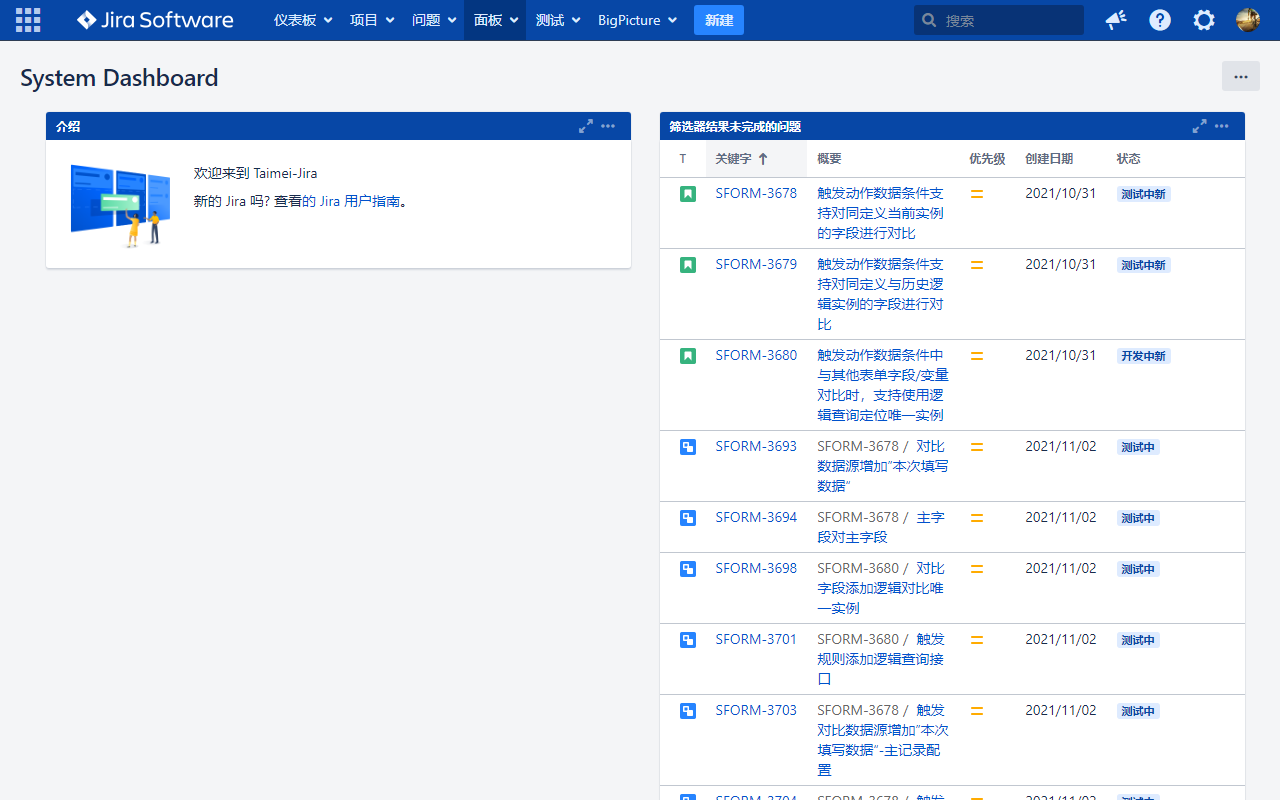 Jira Software 仪表板 项目 问题 面板 测试 BigPicture 新建 搜索
System Dashboard
介绍
欢迎来到 Taimei-Jira
新的 Jira 吗? 查看的 Jira 用户指南。
筛选器结果未完成的问题
T 关键字 概要 优先级 创建日期 状态
SFORM-3678 触发动作数据条件支 2021/10/31 测试中新
持对同定义当前实例
的字段进行对比
SFORM-3679 触发动作数据条件支 2021/10/31 测试中新
持对同定义与历史逻
辑实例的字段进行对
比
SFORM-3680 触发动作数据条件中 2021/10/31 开发中新
与其他表单字段/变量
对比时，支持使用逻
辑查询定位唯一实例
SFORM-3693 SFORM-3678 / 对比 2021/11/02 测试中
数据源增加“本次填写
数据”
SFORM-3694 SFORM-3678 / 主字 2021/11/02 测试中
段对主字段
SFORM-3698 SFORM-3680 / 对比 2021/11/02 测试中
字段添加逻辑对比唯
一实例
SFORM-3701 SFORM-3680 / 触发 2021/11/02 测试中
规则添加逻辑查询接
口
SFORM-3703 SFORM-3678 / 触发 2021/11/02 测试中
对比数据源增加“本次
填写数据”-主记录配
置
SFORM-3704 SFORM-3678 / 触发 2021/11/02 测试中